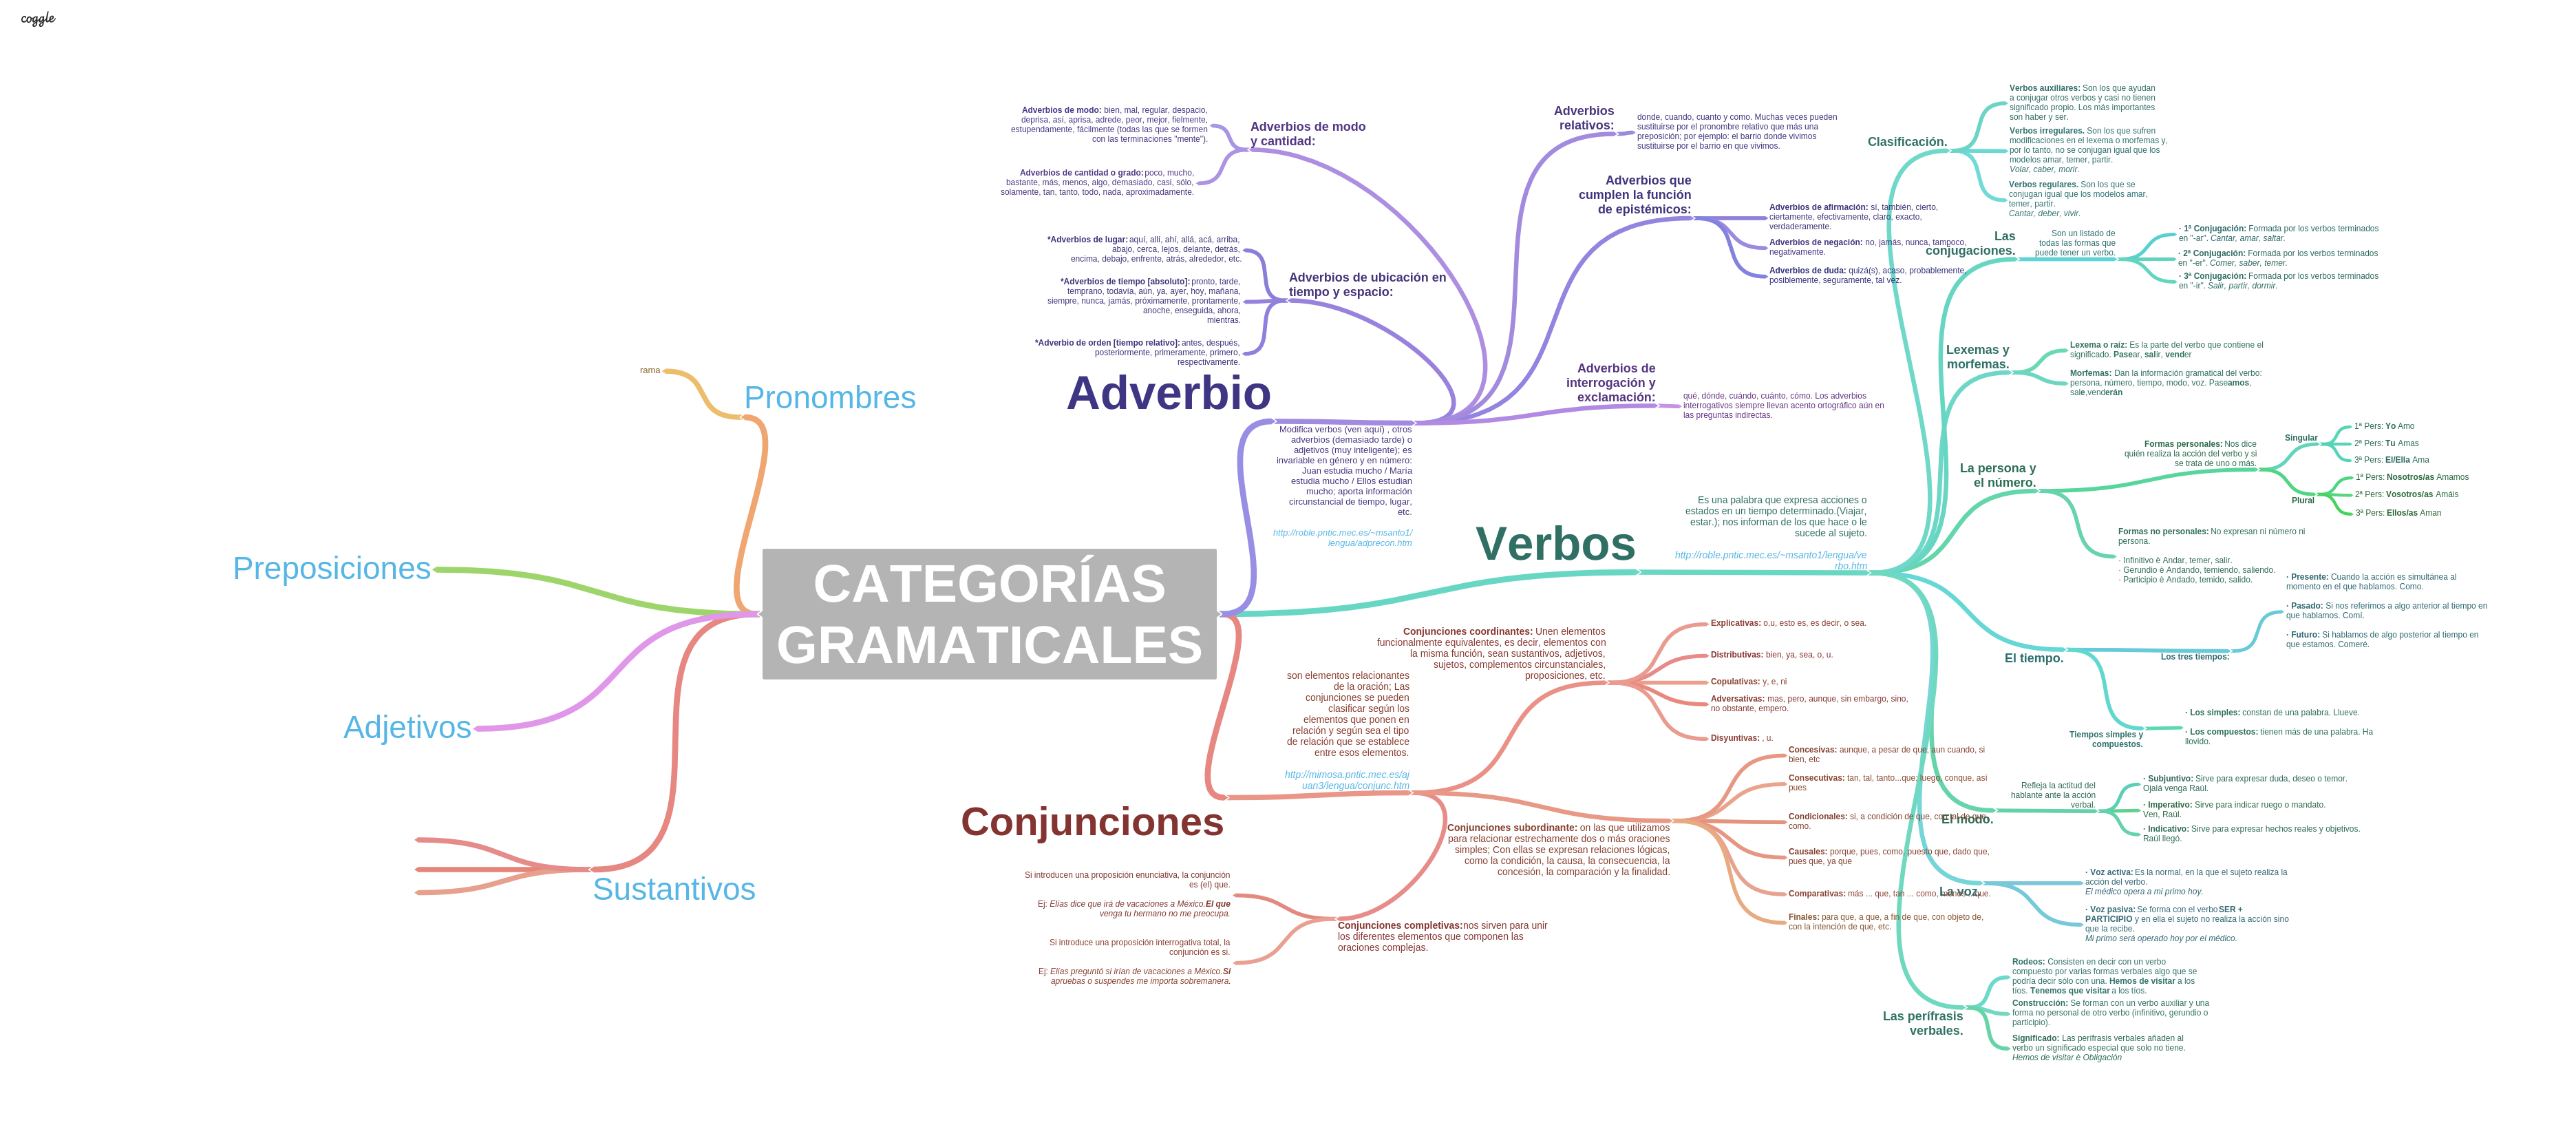 coggle
CATEGORÍAS
GRAMATICALES
Pronombres
rama
Preposiciones
Adjetivos
Sustantivos
Adverbio
Modifica verbos (ven aquí) , otros
adverbios (demasiado tarde) o
adjetivos (muy inteligente); es
invariable en género y en número:
Juan estudia mucho / María
estudia mucho / Ellos estudian
mucho; aporta información
circunstancial de tiempo, lugar,
etc.
http://roble.pntic.mec.es/~msanto1/
lengua/adprecon.htm
Adverbios de modo
y cantidad:
Adverbios de modo: bien, mal, regular, despacio,
deprisa, así, aprisa, adrede, peor, mejor, fielmente,
estupendamente, fácilmente (todas las que se formen
con las terminaciones "mente").
Adverbios de cantidad o grado: poco, mucho,
bastante, más, menos, algo, demasiado, casi, sólo,
solamente, tan, tanto, todo, nada, aproximadamente.
Adverbios de ubicación en
tiempo y espacio:
*Adverbios de lugar: aquí, allí, ahí, allá, acá, arriba,
abajo, cerca, lejos, delante, detrás,
encima, debajo, enfrente, atrás, alrededor, etc.
*Adverbios de tiempo [absoluto]: pronto, tarde,
temprano, todavía, aún, ya, ayer, hoy, mañana,
siempre, nunca, jamás, próximamente, prontamente,
anoche, enseguida, ahora,
mientras.
*Adverbio de orden [tiempo relativo]: antes, después,
posteriormente, primeramente, primero,
respectivamente.
Adverbios
relativos:
donde, cuando, cuanto y como. Muchas veces pueden
sustituirse por el pronombre relativo que más una
preposición; por ejemplo: el barrio donde vivimos
sustituirse por el barrio en que vivimos.
Adverbios que
cumplen la función
de epistémicos:
Adverbios de afirmación: sí, también, cierto,
ciertamente, efectivamente, claro, exacto,
verdaderamente.
Adverbios de negación: no, jamás, nunca, tampoco,
negativamente.
Adverbios de duda: quizá(s), acaso, probablemente,
posiblemente, seguramente, tal vez.
Adverbios de
interrogación y
exclamación:
qué, dónde, cuándo, cuánto, cómo. Los adverbios
interrogativos siempre llevan acento ortográfico aún en
las preguntas indirectas.
Verbos
Es una palabra que expresa acciones o
estados en un tiempo determinado.(Viajar,
estar.); nos informan de los que hace o le
sucede al sujeto.
http://roble.pntic.mec.es/~msanto1/lengua/ve
rbo.htm
Clasificación.
Verbos auxiliares: Son los que ayudan
a conjugar otros verbos y casi no tienen
significado propio. Los más importantes
son haber y ser.
Verbos irregulares. Son los que sufren
modificaciones en el lexema o morfemas y,
por lo tanto, no se conjugan igual que los
modelos amar, temer, partir.
Volar, caber, morir.
Verbos regulares. Son los que se
conjugan igual que los modelos amar,
temer, partir.
Cantar, deber, vivir.
Las
conjugaciones.
Son un listado de
todas las formas que
puede tener un verbo.
· 1ª Conjugación: Formada por los verbos terminados
en "-ar". Cantar, amar, saltar.
· 2ª Conjugación: Formada por los verbos terminados
en "-er". Comer, saber, temer.
· 3ª Conjugación: Formada por los verbos terminados
en "-ir". Salir, partir, dormir.
Lexemas y
morfemas.
Lexema o raíz: Es la parte del verbo que contiene el
significado. Pasear, salir, vender
Morfemas: Dan la información gramatical del verbo:
persona, número, tiempo, modo, voz. Paseamos,
sale,venderán
La persona y
el número.
Formas personales: Nos dice
quién realiza la acción del verbo y si
se trata de uno o más.
Singular
1ª Pers: Yo Amo
2ª Pers: Tu Amas
3ª Pers: El/Ella Ama
Plural
1ª Pers: Nosotros/as Amamos
2ª Pers: Vosotros/as Amáis
3ª Pers: Ellos/as Aman
Formas no personales: No expresan ni número ni
persona.
· Infinitivo è Andar, temer, salir.
· Gerundio è Andando, temiendo, saliendo.
· Participio è Andado, temido, salido.
El tiempo.
Los tres tiempos:
· Presente: Cuando la acción es simultánea al
momento en el que hablamos. Como.
· Pasado: Si nos referimos a algo anterior al tiempo en
que hablamos. Comí.
· Futuro: Si hablamos de algo posterior al tiempo en
que estamos. Comeré.
Tiempos simples y
compuestos.
· Los simples: constan de una palabra. Llueve.
· Los compuestos: tienen más de una palabra. Ha
llovido.
El modo.
Refleja la actitud del
hablante ante la acción
verbal.
· Subjuntivo: Sirve para expresar duda, deseo o temor.
Ojalá venga Raúl.
· Imperativo: Sirve para indicar ruego o mandato.
Ven, Raúl.
· Indicativo: Sirve para expresar hechos reales y objetivos.
Raúl llegó.
La voz.
· Voz activa: Es la normal, en la que el sujeto realiza la
acción del verbo.
El médico opera a mi primo hoy.
· Voz pasiva: Se forma con el verbo SER +
PARTICIPIO y en ella el sujeto no realiza la acción sino
que la recibe.
Mi primo será operado hoy por el médico.
Las perífrasis
verbales.
Rodeos: Consisten en decir con un verbo
compuesto por varias formas verbales algo que se
podría decir sólo con una. Hemos de visitar a los
tíos. Tenemos que visitar a los tíos.
Construcción: Se forman con un verbo auxiliar y una
forma no personal de otro verbo (infinitivo, gerundio o
participio).
Significado: Las perífrasis verbales añaden al
verbo un significado especial que solo no tiene.
Hemos de visitar è Obligación
Conjunciones
son elementos relacionantes
de la oración; Las
conjunciones se pueden
clasificar según los
elementos que ponen en
relación y según sea el tipo
de relación que se establece
entre esos elementos.
http://mimosa.pntic.mec.es/aj
uan3/lengua/conjunc.htm
Conjunciones coordinantes: Unen elementos
funcionalmente equivalentes, es decir, elementos con
la misma función, sean sustantivos, adjetivos,
sujetos, complementos circunstanciales,
proposiciones, etc.
Explicativas: o,u, esto es, es decir, o sea.
Distributivas: bien, ya, sea, o, u.
Copulativas: y, e, ni
Adversativas: mas, pero, aunque, sin embargo, sino,
no obstante, empero.
Disyuntivas: , u.
Conjunciones subordinante: on las que utilizamos
para relacionar estrechamente dos o más oraciones
simples; Con ellas se expresan relaciones lógicas,
como la condición, la causa, la consecuencia, la
concesión, la comparación y la finalidad.
Concesivas: aunque, a pesar de que, aun cuando, si
bien, etc
Consecutivas: tan, tal, tanto...que; luego, conque, así
pues
Condicionales: si, a condición de que, con tal de que,
como.
Causales: porque, pues, como, puesto que, dado que,
pues que, ya que
Comparativas: más ... que, tan ... como, menos ...que.
Finales: para que, a que, a fin de que, con objeto de,
con la intención de que, etc.
Conjunciones completivas: nos sirven para unir
los diferentes elementos que componen las
oraciones complejas.
Si introducen una proposición enunciativa, la conjunción
es (el) que.
Ej: Elías dice que irá de vacaciones a México.El que
venga tu hermano no me preocupa.
Si introduce una proposición interrogativa total, la
conjunción es si.
Ej: Elías preguntó si irían de vacaciones a México.Si
apruebas o suspendes me importa sobremanera.